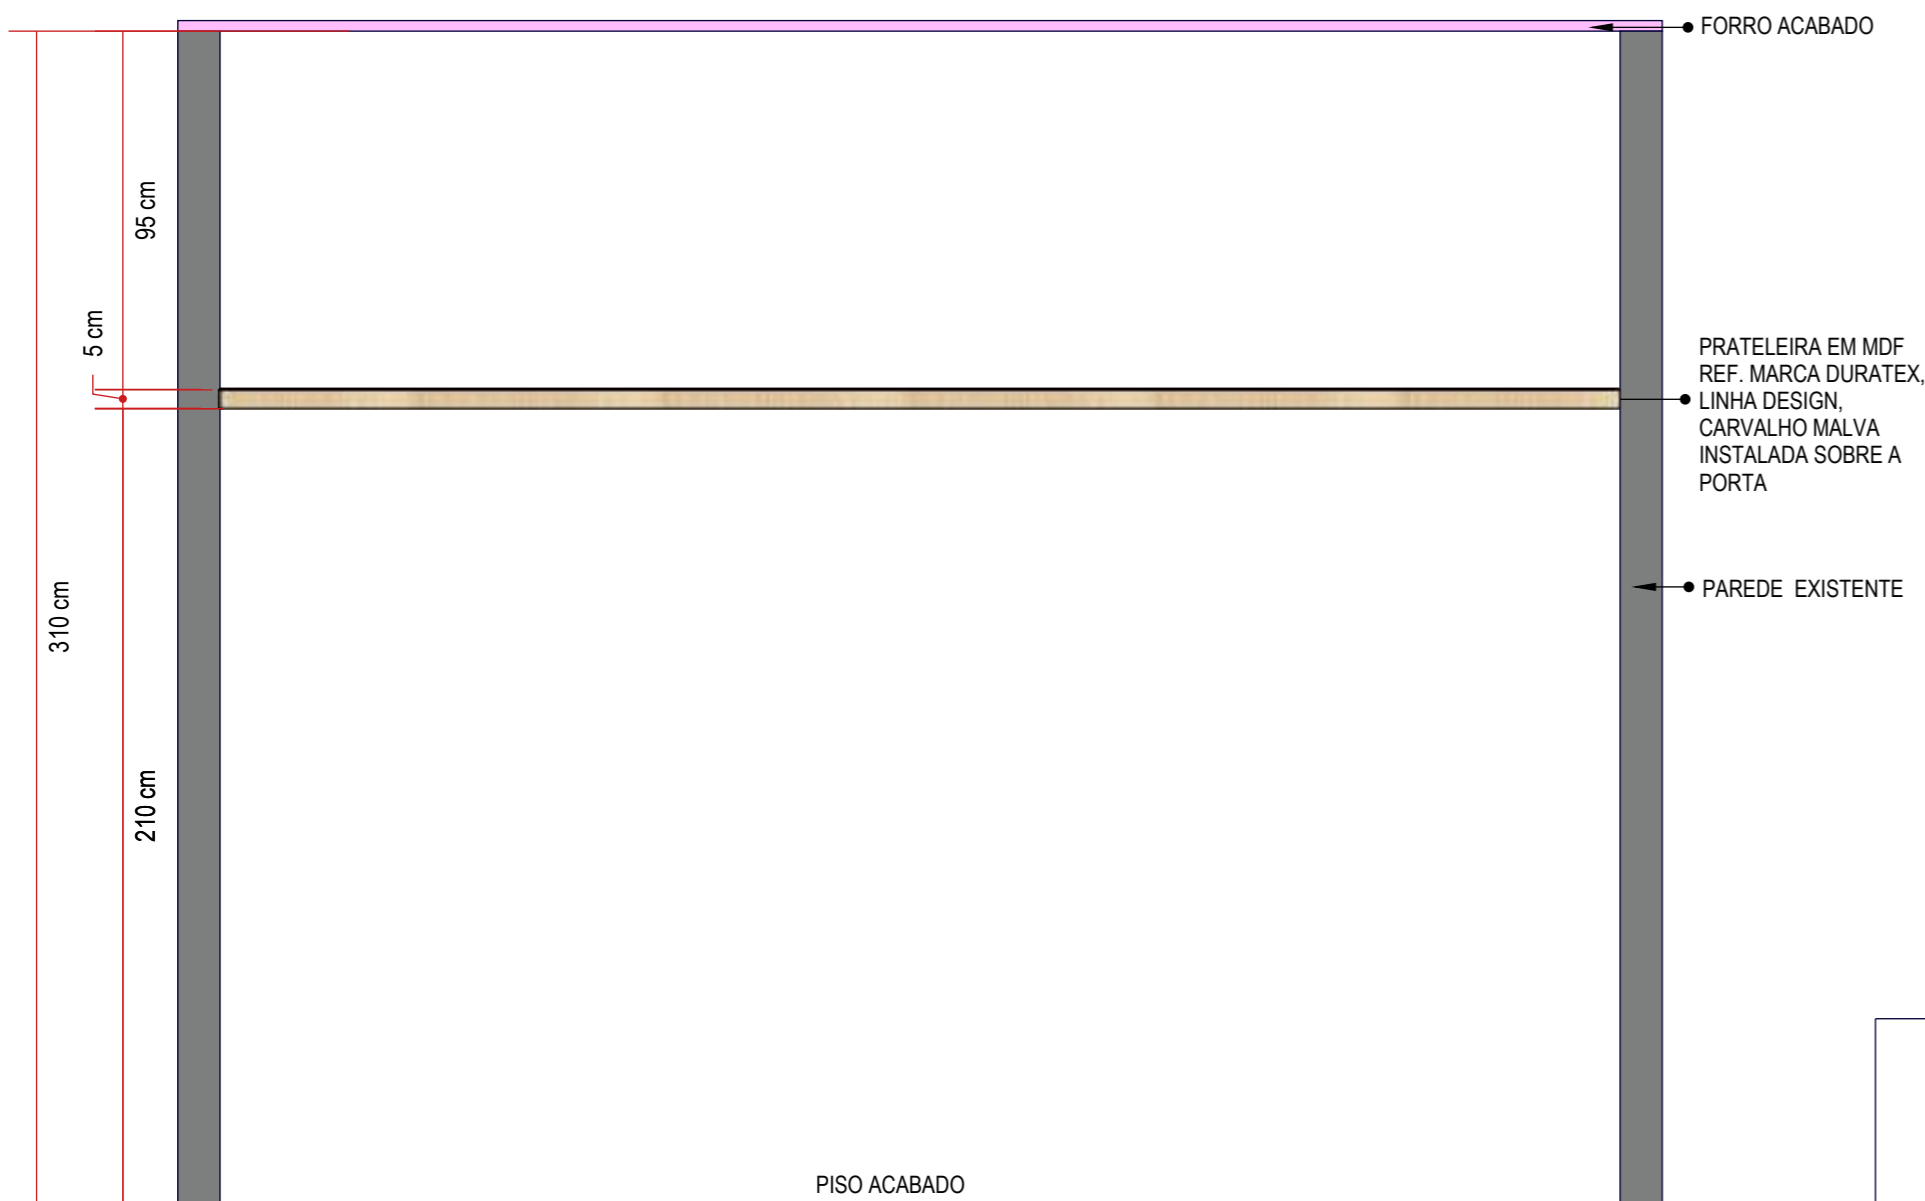 FORRO ACABADO
95 cm
5 cm
PRATELEIRA EM MDF
REF. MARCA DURATEX,
LINHA DESIGN,
CARVALHO MALVA
INSTALADA SOBRE A
PORTA
PAREDE EXISTENTE
310 cm
210 cm
PISO ACABADO